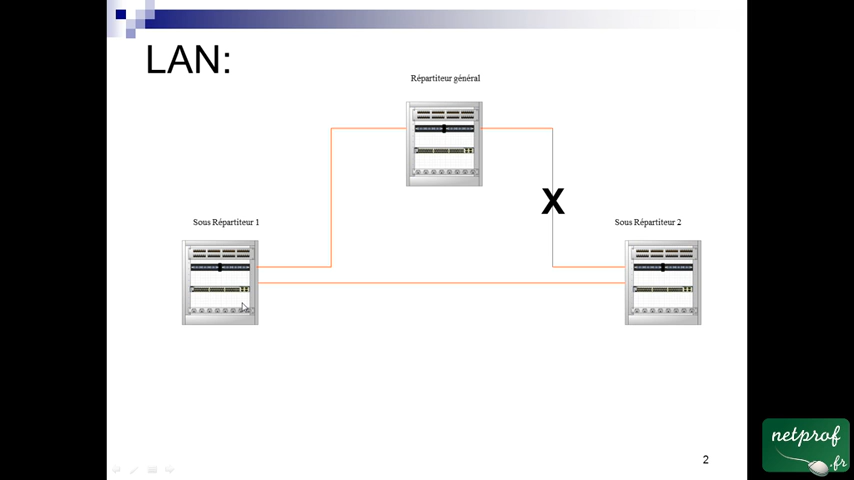 LAN:
Répartiteur général
X
Sous Répartiteur 1
Sous Répartiteur 2
2
netprof
.fr